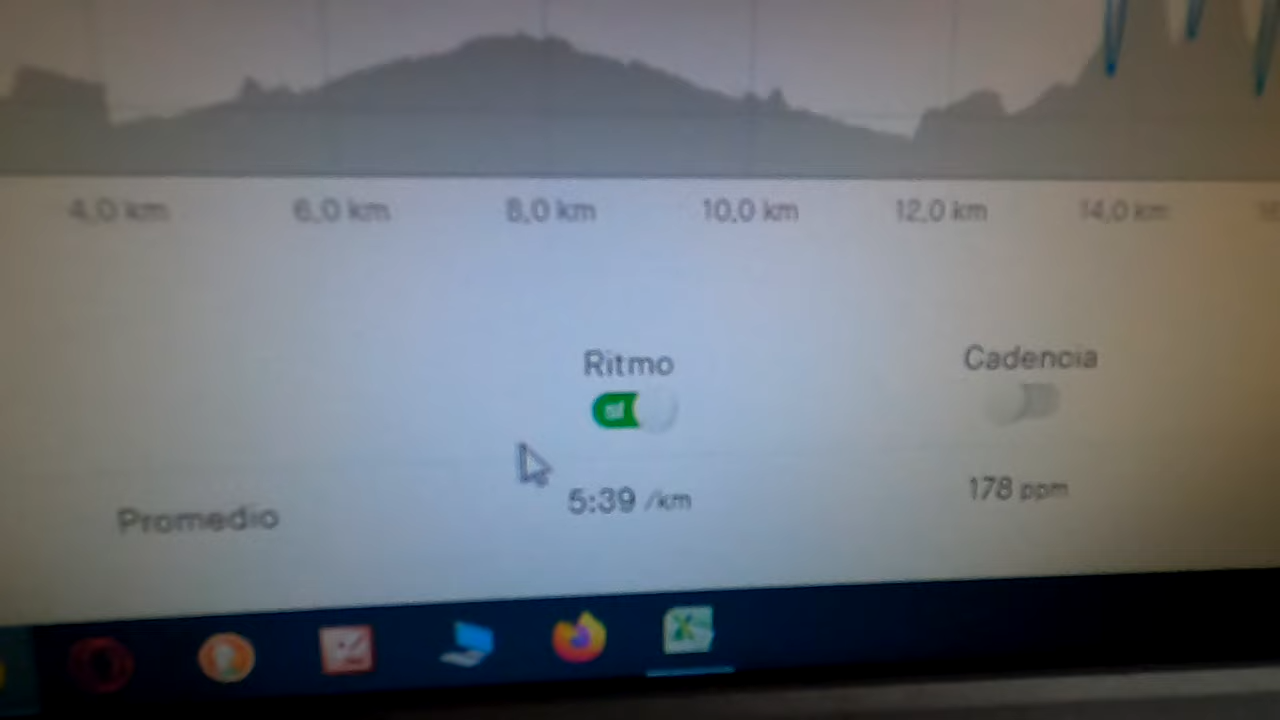 4,0 km 6,0 km 8,0 km 10,0 km 12,0 km 14,0 km
Ritmo Cadencia
sí
5:39 /km 178 ppm
Promedio